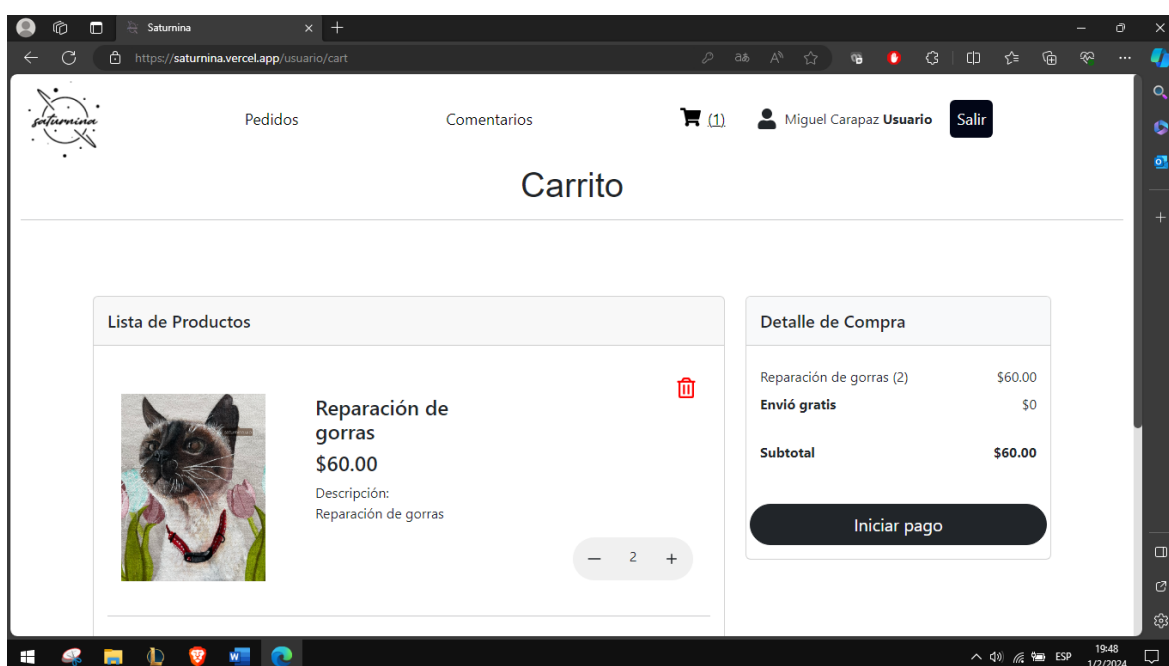 Saturnina
https://saturnina.vercel.app/usuario/cart
saturnina
Pedidos
Comentarios
(1)
Miguel Carapaz Usuario
Salir
Carrito
Lista de Productos
Reparación de
gorras
$60.00
Descripción:
Reparación de gorras
2
Detalle de Compra
Reparación de gorras (2) $60.00
Envió gratis $0
Subtotal $60.00
Iniciar pago
ESP
19:48
1/2/2024